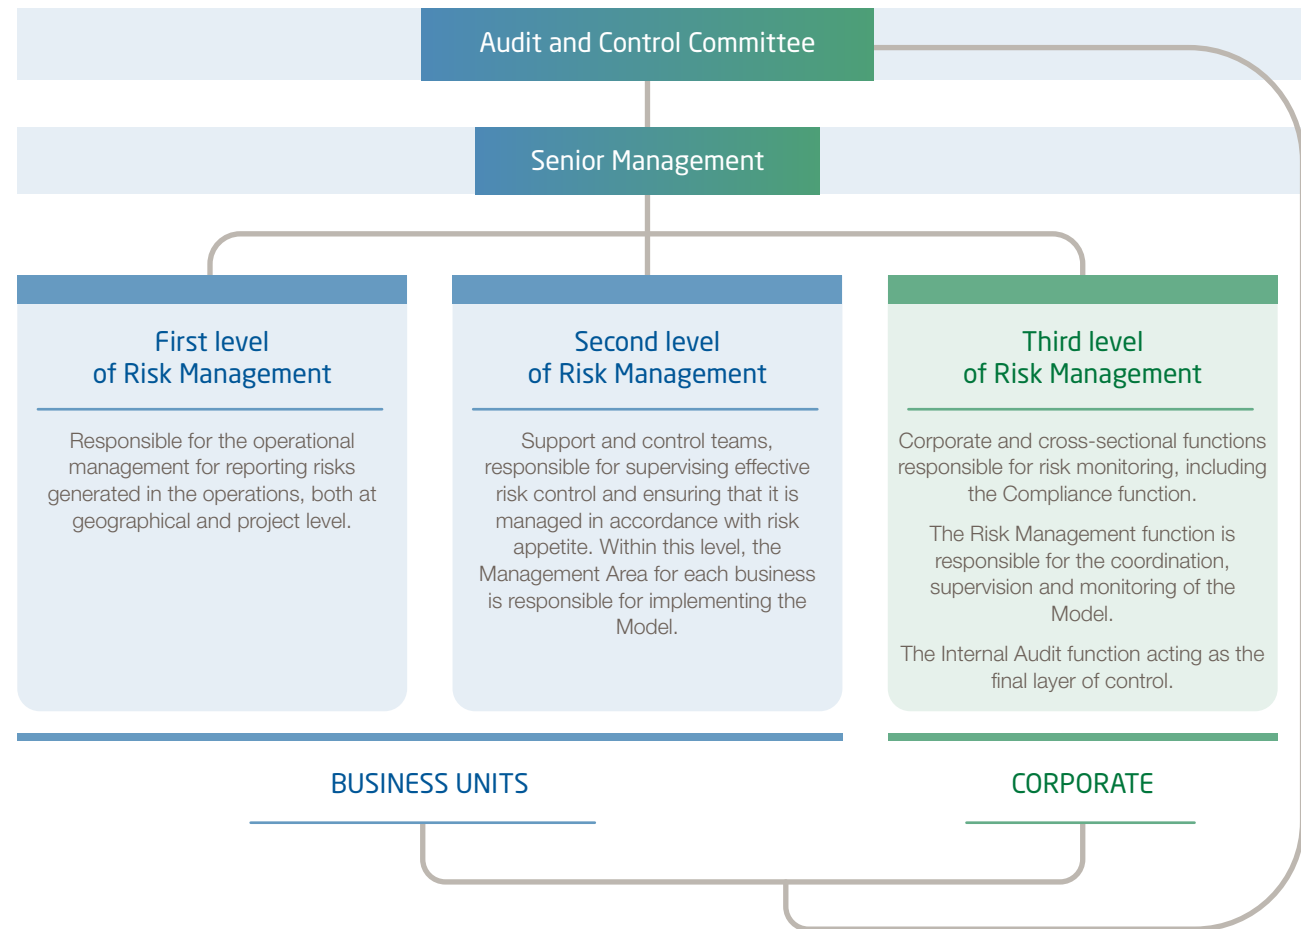 Audit and Control Committee
Senior Management
First level
of Risk Management
Responsible for the operational
management for reporting risks
generated in the operations, both at
geographical and project level.
Second level
of Risk Management
Support and control teams,
responsible for supervising effective
risk control and ensuring that it is
managed in accordance with risk
appetite. Within this level, the
Management Area for each business
is responsible for implementing the
Model.
Third level
of Risk Management
Corporate and cross-sectional functions
responsible for risk monitoring, including
the Compliance function.
The Risk Management function is
responsible for the coordination,
supervision and monitoring of the
Model.
The Internal Audit function acting as the
final layer of control.
BUSINESS UNITS
CORPORATE